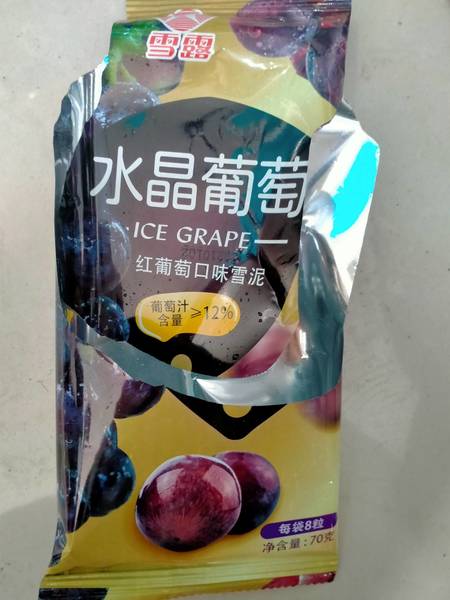 雪露
水晶葡萄
ICE GRAPE
红葡萄口味雪泥
葡萄汁
含量 ≥12%
每袋8粒
净含量:70克